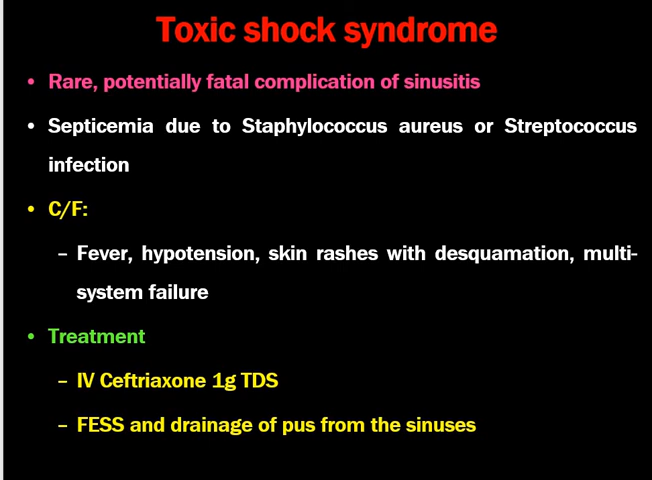 Toxic shock syndrome
• Rare, potentially fatal complication of sinusitis
• Septicemia due to Staphylococcus aureus or Streptococcus
infection
• C/F:
– Fever, hypotension, skin rashes with desquamation, multi-
system failure
• Treatment
– IV Ceftriaxone 1g TDS
– FESS and drainage of pus from the sinuses